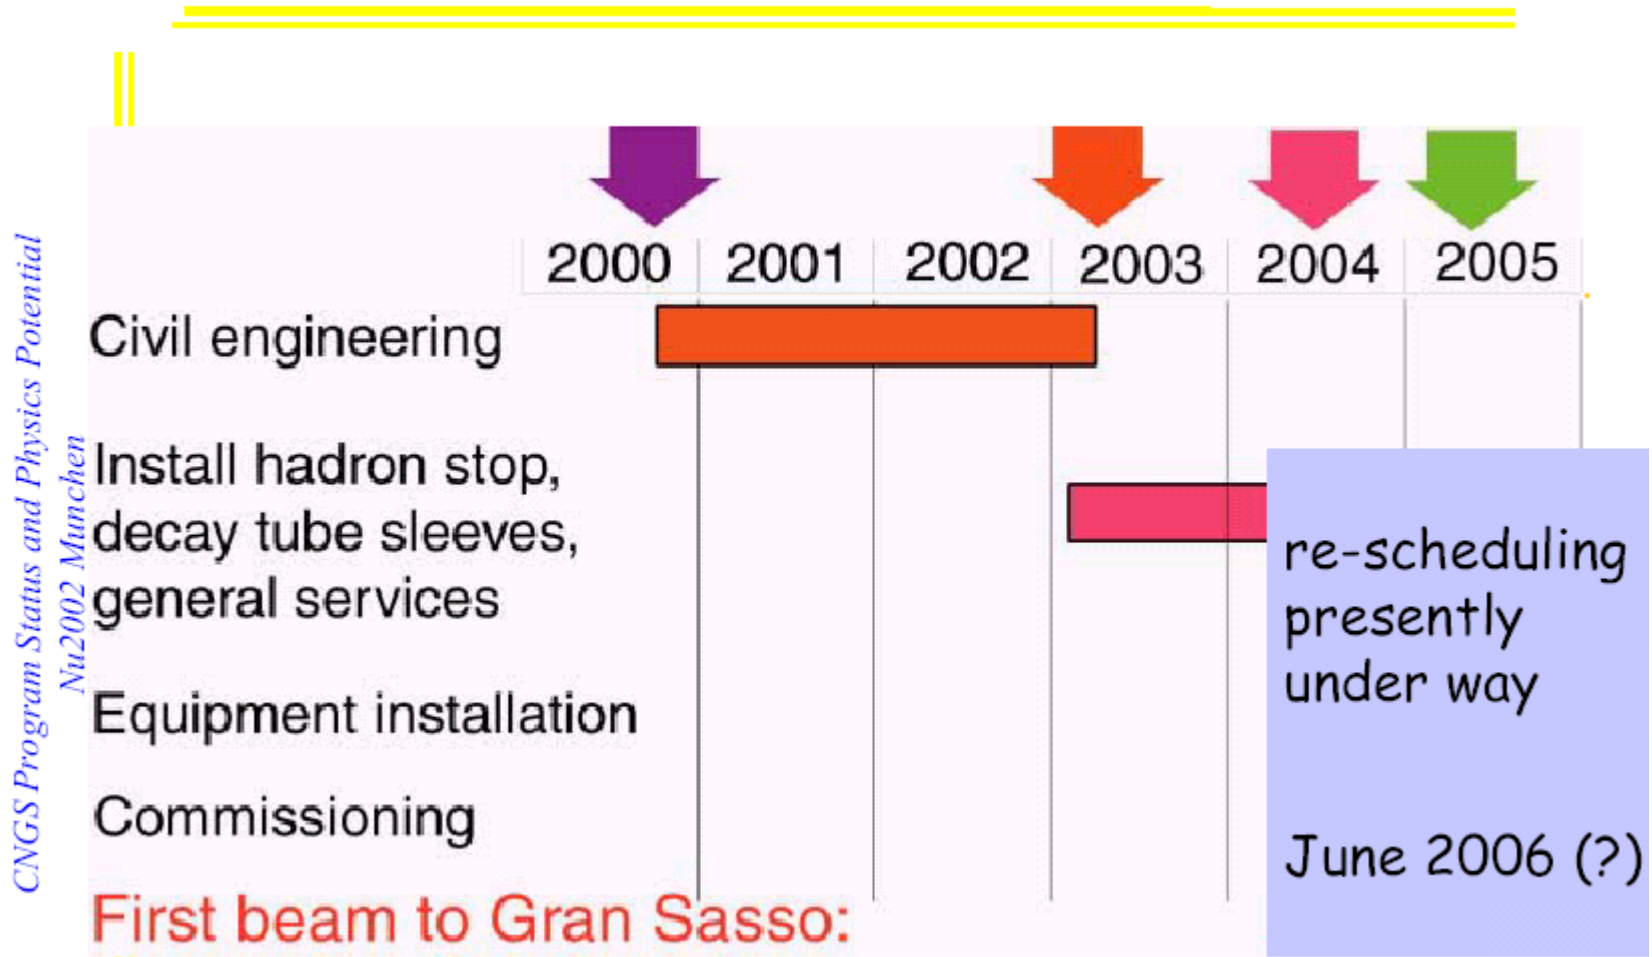 CNGS Program Status and Physics Potential
Nu2002 Munchen
2000 2001 2002 2003 2004 2005
Civil engineering
Install hadron stop,
decay tube sleeves,
general services
Equipment installation
Commissioning
First beam to Gran Sasso:
re-scheduling
presently
under way
June 2006 (?)